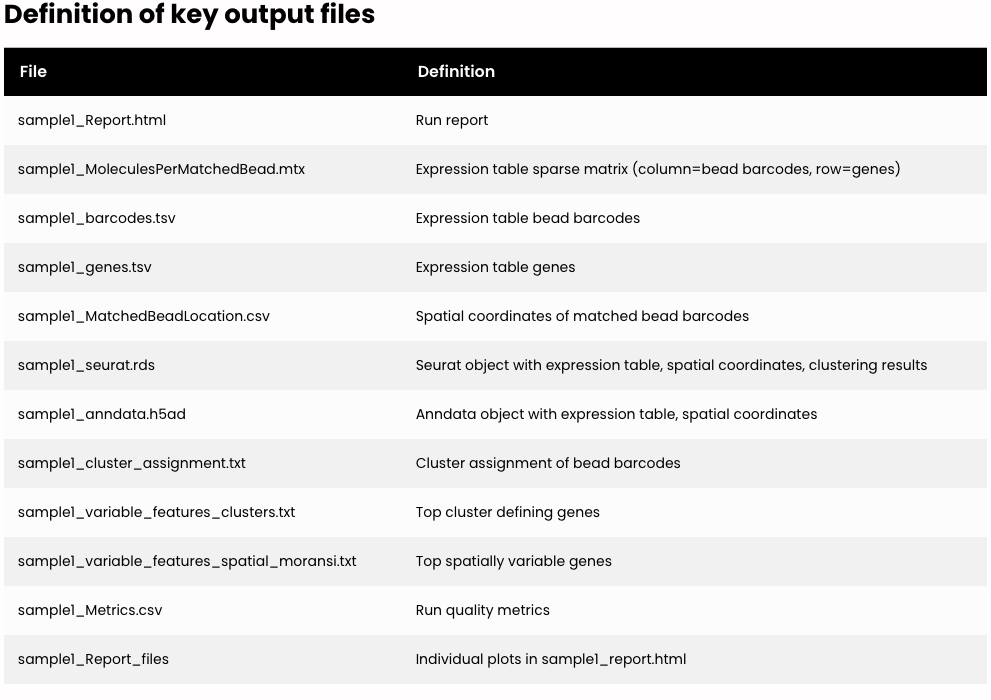 Definition of key output files
File Definition
sample1_Report.html Run report
sample1_MoleculesPerMatchedBead.mtx Expression table sparse matrix (column=bead barcodes, row=genes)
sample1_barcodes.tsv Expression table bead barcodes
sample1_genes.tsv Expression table genes
sample1_MatchedBeadLocation.csv Spatial coordinates of matched bead barcodes
sample1_seurat.rds Seurat object with expression table, spatial coordinates, clustering results
sample1_anndata.h5ad Anndata object with expression table, spatial coordinates
sample1_cluster_assignment.txt Cluster assignment of bead barcodes
sample1_variable_features_clusters.txt Top cluster defining genes
sample1_variable_features_spatial_moransi.txt Top spatially variable genes
sample1_Metrics.csv Run quality metrics
sample1_Report_files Individual plots in sample1_report.html